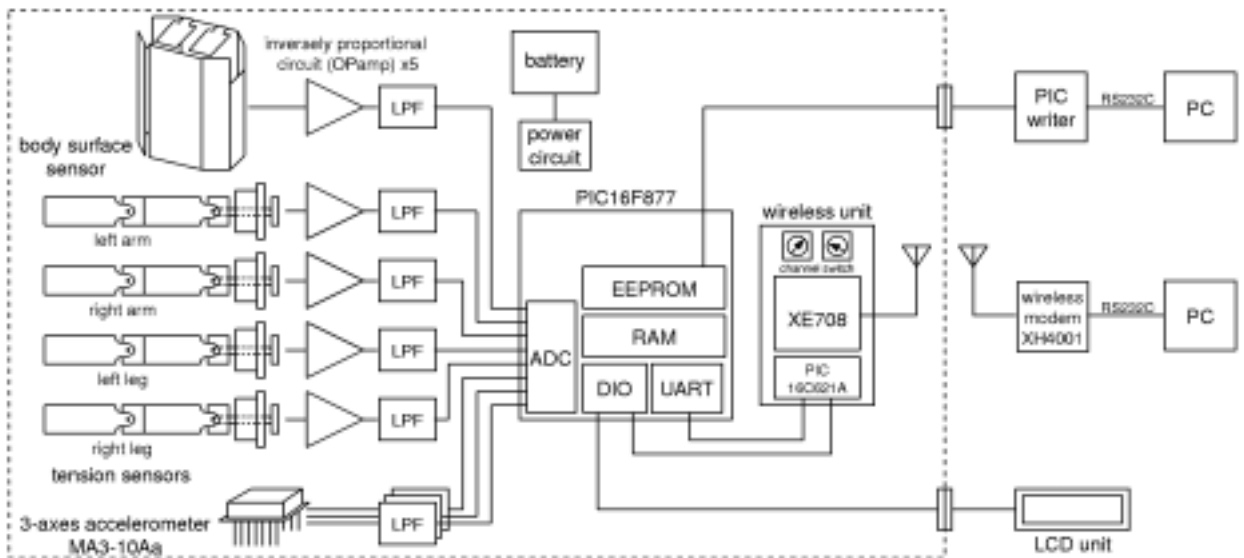 inversely proportional
circuit (OPamp) x5
LPF
body surface
sensor
battery
power
circuit
PIC
writer
RS232C
PC
left arm
LPF
right arm
LPF
left leg
LPF
right leg
LPF
tension sensors
3-axes accelerometer
MA3-10Aa
LPF
PIC16F877
EEPROM
RAM
ADC
DIO
UART
wireless unit
channel switch
XE708
PIC
16C621A
wireless
modem
XH4001
RS232C
PC
LCD unit